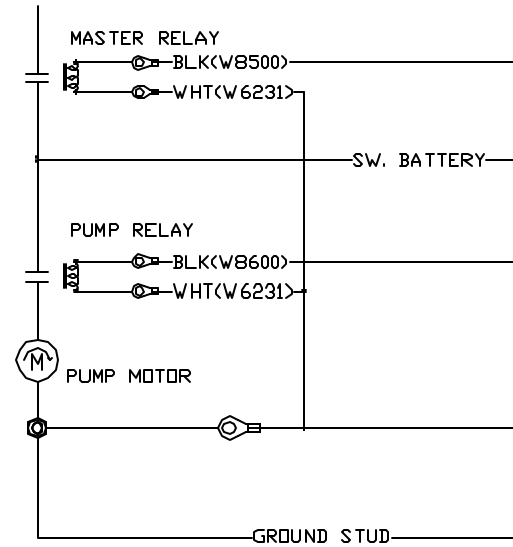 MASTER RELAY
BLK(W8500)
WHT(W6231)
SW. BATTERY
PUMP RELAY
BLK(W8600)
WHT(W6231)
M
PUMP MOTOR
GROUND STUD